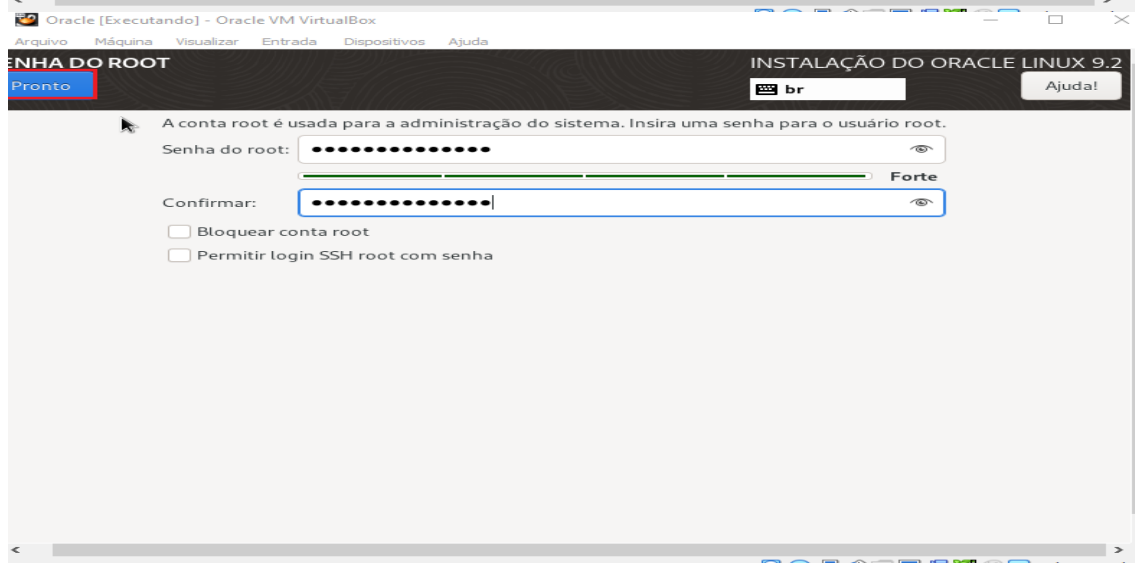 Oracle [Executando] - Oracle VM VirtualBox
Arquivo Máquina Visualizar Entrada Dispositivos Ajuda
ENHA DO ROOT INSTALAÇÃO DO ORACLE LINUX 9.2
Pronto br Ajuda!
A conta root é usada para a administração do sistema. Insira uma senha para o usuário root.
Senha do root: ●●●●●●●●●●●●●●
Forte
Confirmar: ●●●●●●●●●●●●●●
Bloquear conta root
Permitir login SSH root com senha